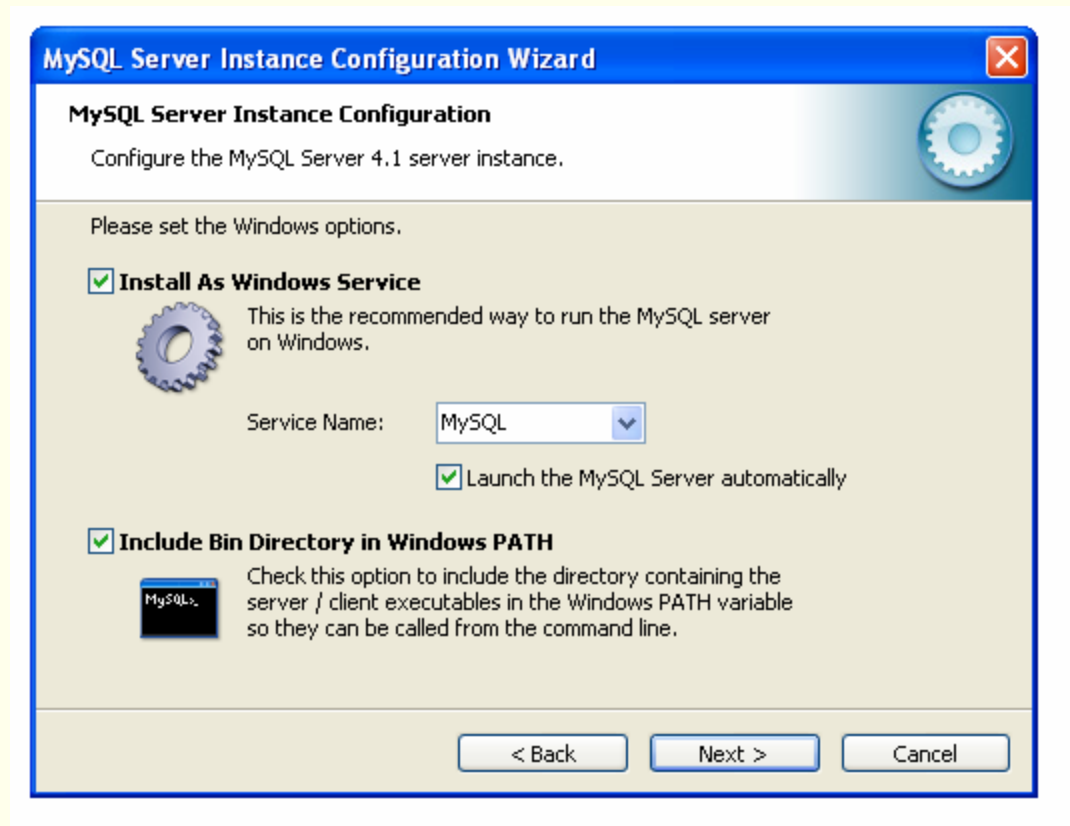 MySQL Server Instance Configuration Wizard
MySQL Server Instance Configuration
Configure the MySQL Server 4.1 server instance.
Please set the Windows options.
Install As Windows Service
This is the recommended way to run the MySQL server
on Windows.
Service Name: MySQL
Launch the MySQL Server automatically
Include Bin Directory in Windows PATH
Check this option to include the directory containing the
server / client executables in the Windows PATH variable
so they can be called from the command line.
MySQL>_
< Back Next > Cancel